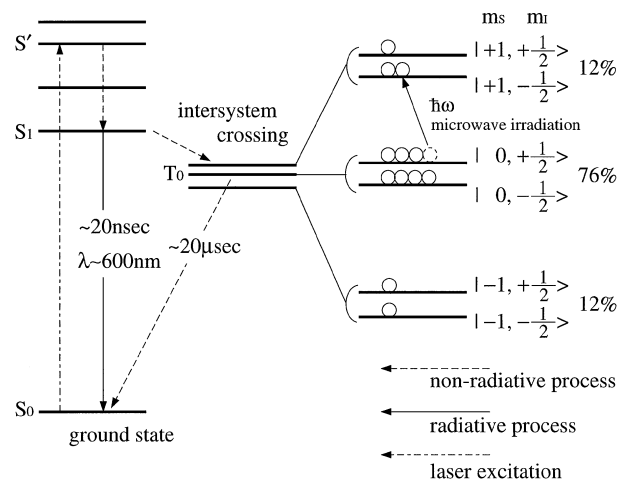 mS mI
S′
| +1, +1/2 >
| +1, −1/2 >
12%
ħω
microwave irradiation
intersystem
crossing
S1
T0
| 0, +1/2 >
| 0, −1/2 >
76%
~20nsec
λ~600nm
~20μsec
| −1, +1/2 >
| −1, −1/2 >
12%
S0
ground state
non-radiative process
radiative process
laser excitation